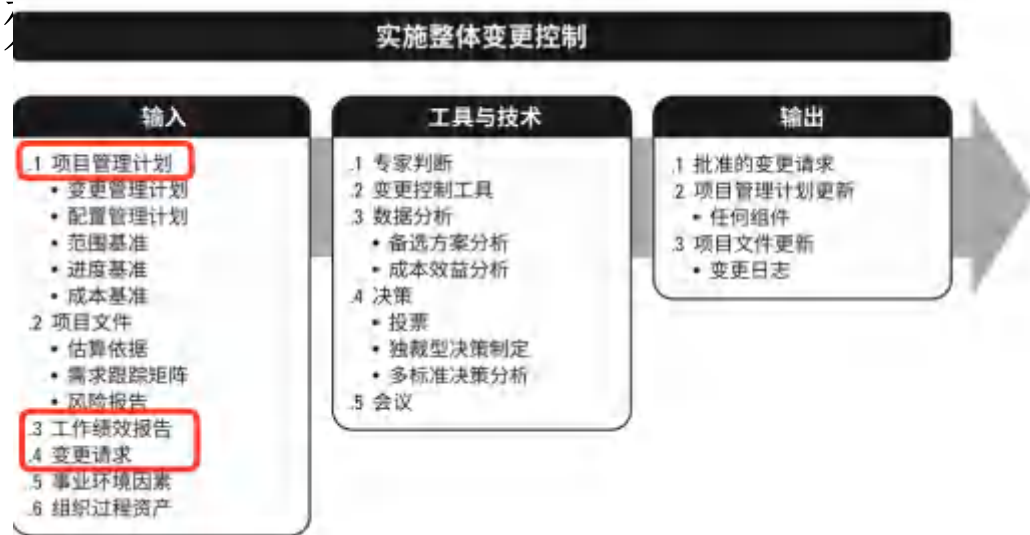 实施整体变更控制
输入
.1 项目管理计划
• 变更管理计划
• 配置管理计划
• 范围基准
• 进度基准
• 成本基准
.2 项目文件
• 估算依据
• 需求跟踪矩阵
• 风险报告
.3 工作绩效报告
.4 变更请求
.5 事业环境因素
.6 组织过程资产
工具与技术
.1 专家判断
.2 变更控制工具
.3 数据分析
• 备选方案分析
• 成本效益分析
.4 决策
• 投票
• 独裁型决策制定
• 多标准决策分析
.5 会议
输出
.1 批准的变更请求
.2 项目管理计划更新
• 任何组件
.3 项目文件更新
• 变更日志